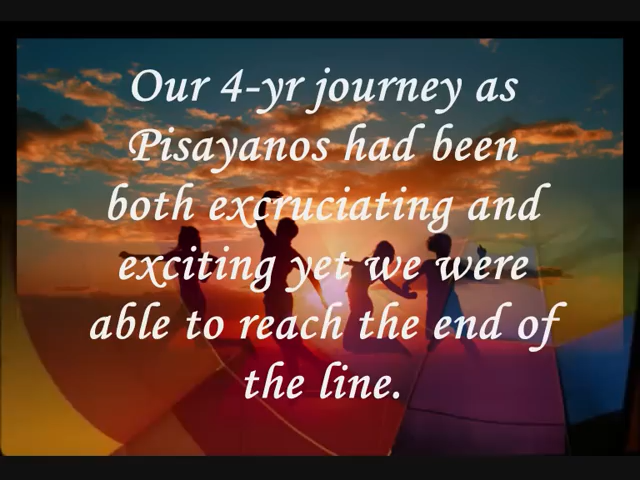 Our 4-yr journey as
Pisayanos had been
both excruciating and
exciting yet we were
able to reach the end of
the line.